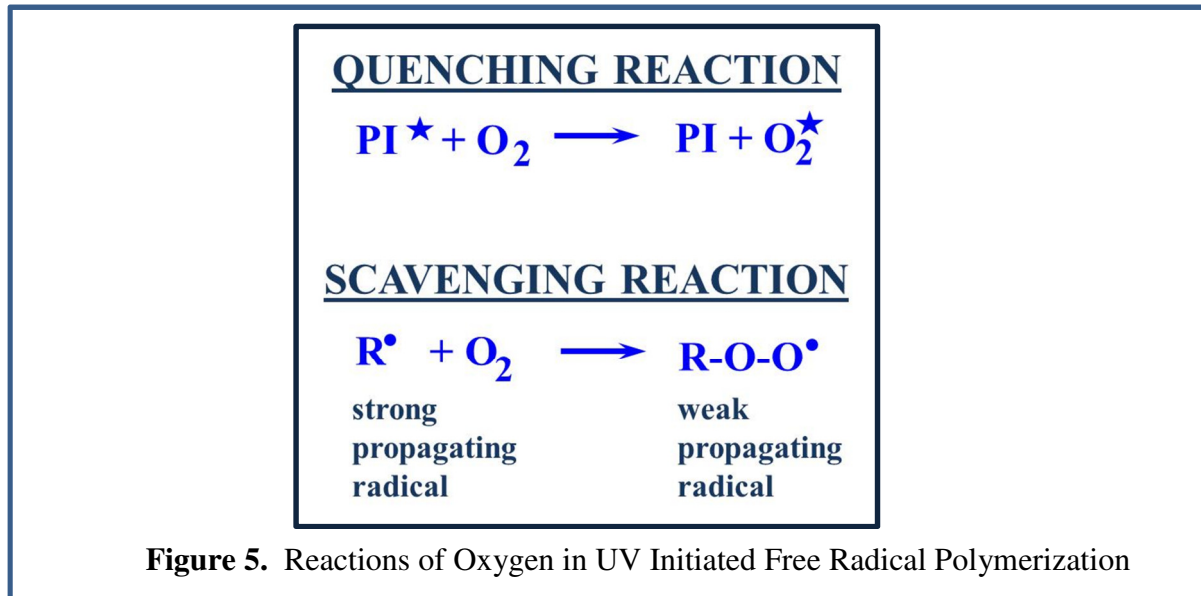 QUENCHING REACTION
PI★ + O₂ ⟶ PI + O₂★
SCAVENGING REACTION
R• + O₂ ⟶ R-O-O•
strong weak
propagating propagating
radical radical
Figure 5. Reactions of Oxygen in UV Initiated Free Radical Polymerization